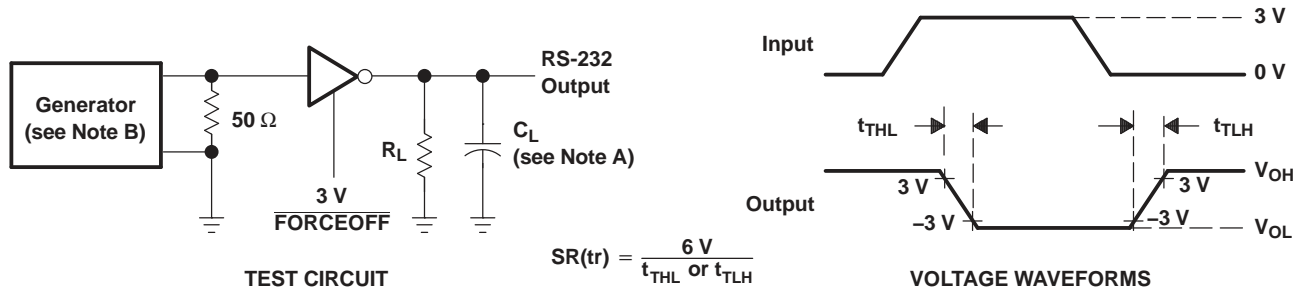 Generator
(see Note B)
50 Ω
3 V
FORCEOFF
RL
CL
(see Note A)
RS-232
Output
TEST CIRCUIT
SR(tr) = 6 V / tTHL or tTLH
Input
3 V
0 V
tTHL
tTLH
Output
3 V
–3 V
3 V
–3 V
VOH
VOL
VOLTAGE WAVEFORMS